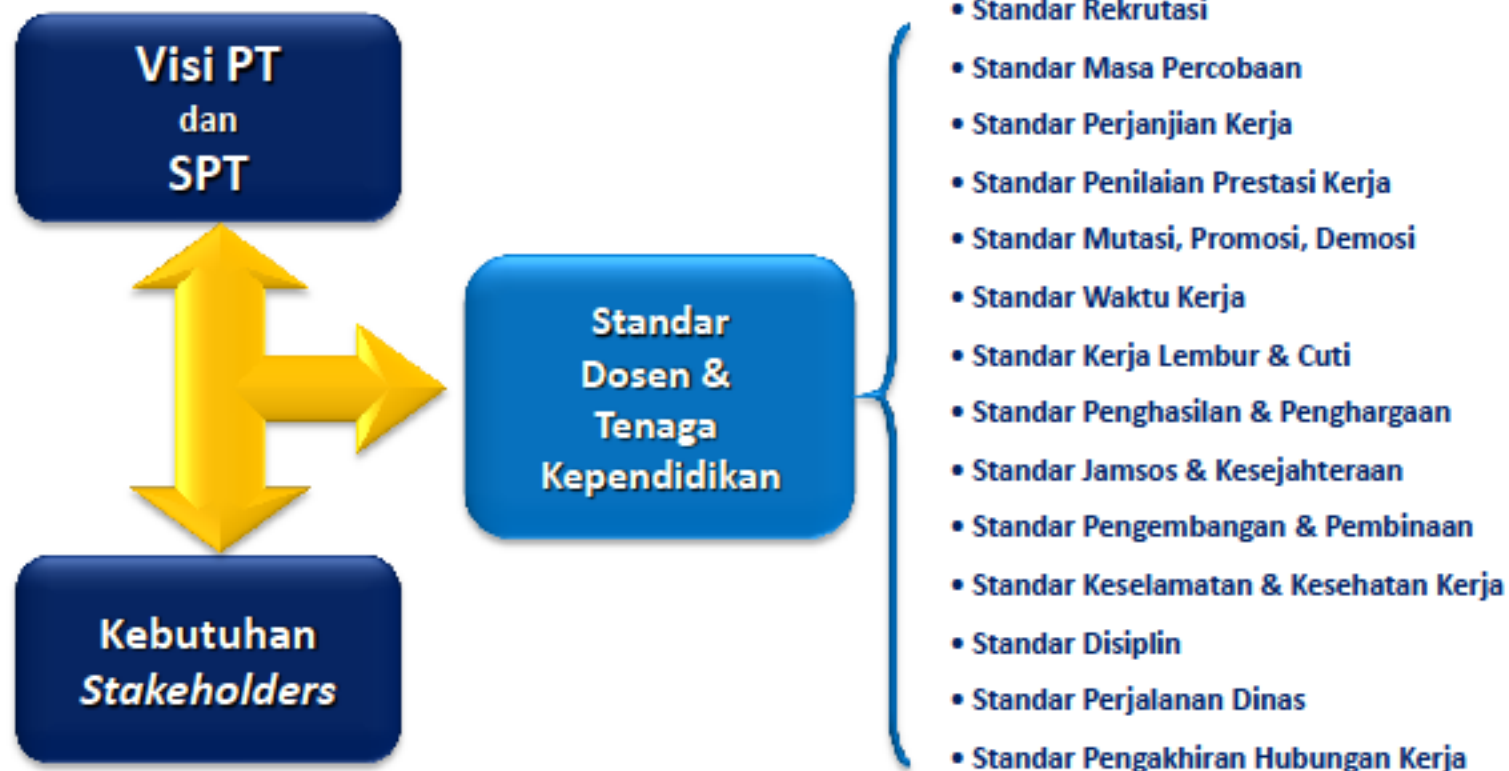 Visi PT
dan
SPT
Kebutuhan
Stakeholders
Standar
Dosen &
Tenaga
Kependidikan
• Standar Rekrutasi
• Standar Masa Percobaan
• Standar Perjanjian Kerja
• Standar Penilaian Prestasi Kerja
• Standar Mutasi, Promosi, Demosi
• Standar Waktu Kerja
• Standar Kerja Lembur & Cuti
• Standar Penghasilan & Penghargaan
• Standar Jamsos & Kesejahteraan
• Standar Pengembangan & Pembinaan
• Standar Keselamatan & Kesehatan Kerja
• Standar Disiplin
• Standar Perjalanan Dinas
• Standar Pengakhiran Hubungan Kerja